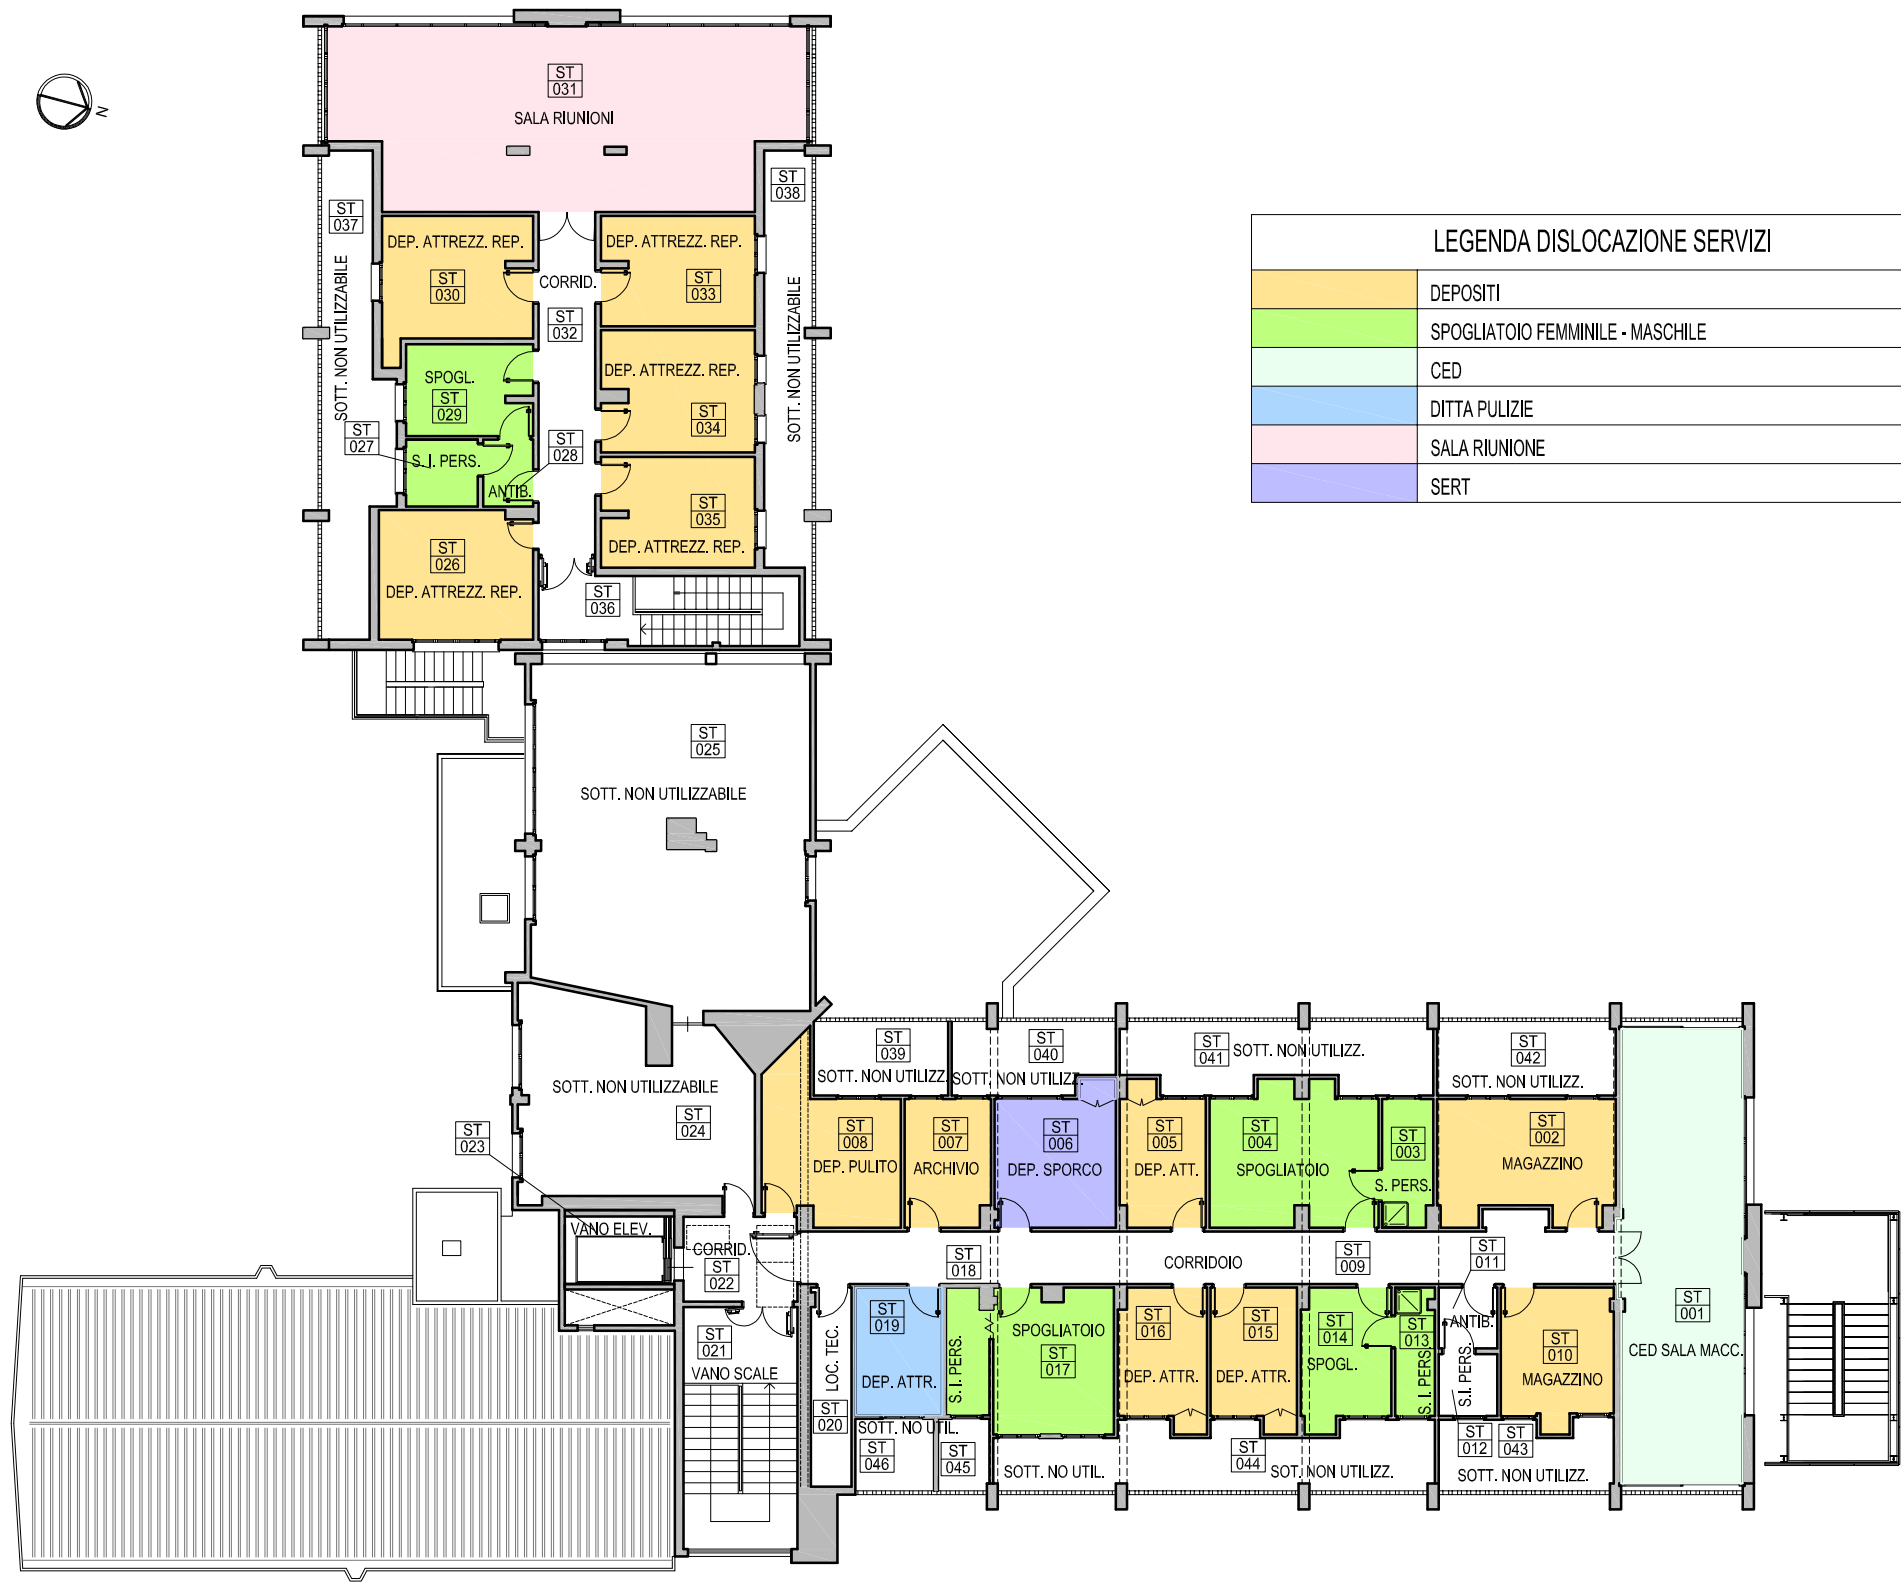 N
ST
031
SALA RIUNIONI
ST
038
ST
037
SOTT. NON UTILIZZABILE
SOTT. NON UTILIZZABILE
DEP. ATTREZZ. REP.
ST
030
CORRID.
ST
032
DEP. ATTREZZ. REP.
ST
033
SPOGL.
ST
029
DEP. ATTREZZ. REP.
ST
034
ST
027
S.I. PERS.
ST
028
ANTIB.
ST
035
DEP. ATTREZZ. REP.
ST
026
DEP. ATTREZZ. REP.
ST
036
LEGENDA DISLOCAZIONE SERVIZI
DEPOSITI
SPOGLIATOIO FEMMINILE - MASCHILE
CED
DITTA PULIZIE
SALA RIUNIONE
SERT
ST
025
SOTT. NON UTILIZZABILE
SOTT. NON UTILIZZABILE
ST
024
ST
023
ST
039
SOTT. NON UTILIZZ.
ST
040
SOTT. NON UTILIZZ.
ST
041
SOTT. NON UTILIZZ.
ST
042
SOTT. NON UTILIZZ.
ST
008
DEP. PULITO
ST
007
ARCHIVIO
ST
006
DEP. SPORCO
ST
005
DEP. ATT.
ST
004
SPOGLIATOIO
ST
003
S. PERS.
ST
002
MAGAZZINO
VANO ELEV.
CORRID.
ST
022
ST
018
CORRIDOIO
ST
009
ST
011
ST
001
CED SALA MACC.
ST
021
VANO SCALE
LOC. TEC.
ST
020
ST
019
DEP. ATTR.
S.I. PERS.
SPOGLIATOIO
ST
017
ST
016
DEP. ATTR.
ST
015
DEP. ATTR.
ST
014
SPOGL.
ST
013
S.I. PERS.
ANTIB.
S.I. PERS.
ST
010
MAGAZZINO
SOTT. NO UTIL.
ST
046
ST
045
SOTT. NO UTIL.
ST
044
SOT. NON UTILIZZ.
ST
012
ST
043
SOTT. NON UTILIZZ.